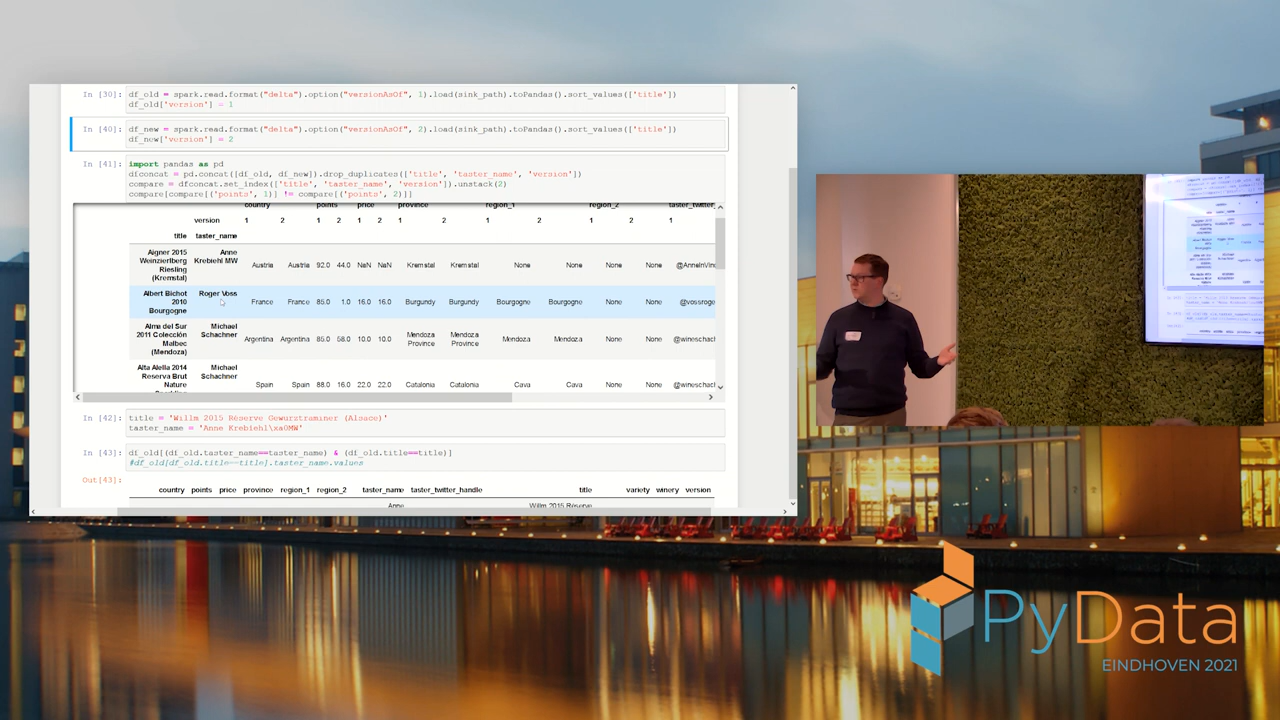 In [30]: df_old = spark.read.format("delta").option("versionAsOf", 1).load(sink_path).toPandas().sort_values(['title'])
df_old['version'] = 1
In [40]: df_new = spark.read.format("delta").option("versionAsOf", 2).load(sink_path).toPandas().sort_values(['title'])
df_new['version'] = 2
In [41]: import pandas as pd
dfconcat = pd.concat([df_old, df_new]).drop_duplicates(['title', 'taster_name', 'version'])
compare = dfconcat.set_index(['title', 'taster_name', 'version']).unstack(2)
compare[compare[('points', 1)] != compare[('points', 2)]]
country points price province region_1 region_2 taster_twitter_
version 1 2 1 2 1 2 1 2 1 2 1 2 1
title taster_name
Aigner 2015 Weinzierlberg Riesling (Kremstal) Anne Krebiehl MW Austria Austria 92.0 44.0 NaN NaN Kremstal Kremstal None None None None @AnneInVin
Albert Bichot 2010 Bourgogne Roger Voss France France 85.0 1.0 16.0 16.0 Burgundy Burgundy Bourgogne Bourgogne None None @vossroge
Alma del Sur 2011 Colección Malbec (Mendoza) Michael Schachner Argentina Argentina 85.0 58.0 10.0 10.0 Mendoza Province Mendoza Province Mendoza Mendoza None None @wineschach
Alta Alella 2014 Reserva Brut Nature Michael Schachner Spain Spain 88.0 16.0 22.0 22.0 Catalonia Catalonia Cava Cava None None @wineschach
In [42]: title = 'Willm 2015 Réserve Gewurztraminer (Alsace)'
taster_name = 'Anne Krebiehl\xa0MW'
In [43]: df_old[(df_old.taster_name==taster_name) & (df_old.title==title)]
#df_old[df_old.title==title].taster_name.values
Out[43]:
country points price province region_1 region_2 taster_name taster_twitter_handle title variety winery version
Anne Willm 2015 Réserve
PyData
EINDHOVEN 2021